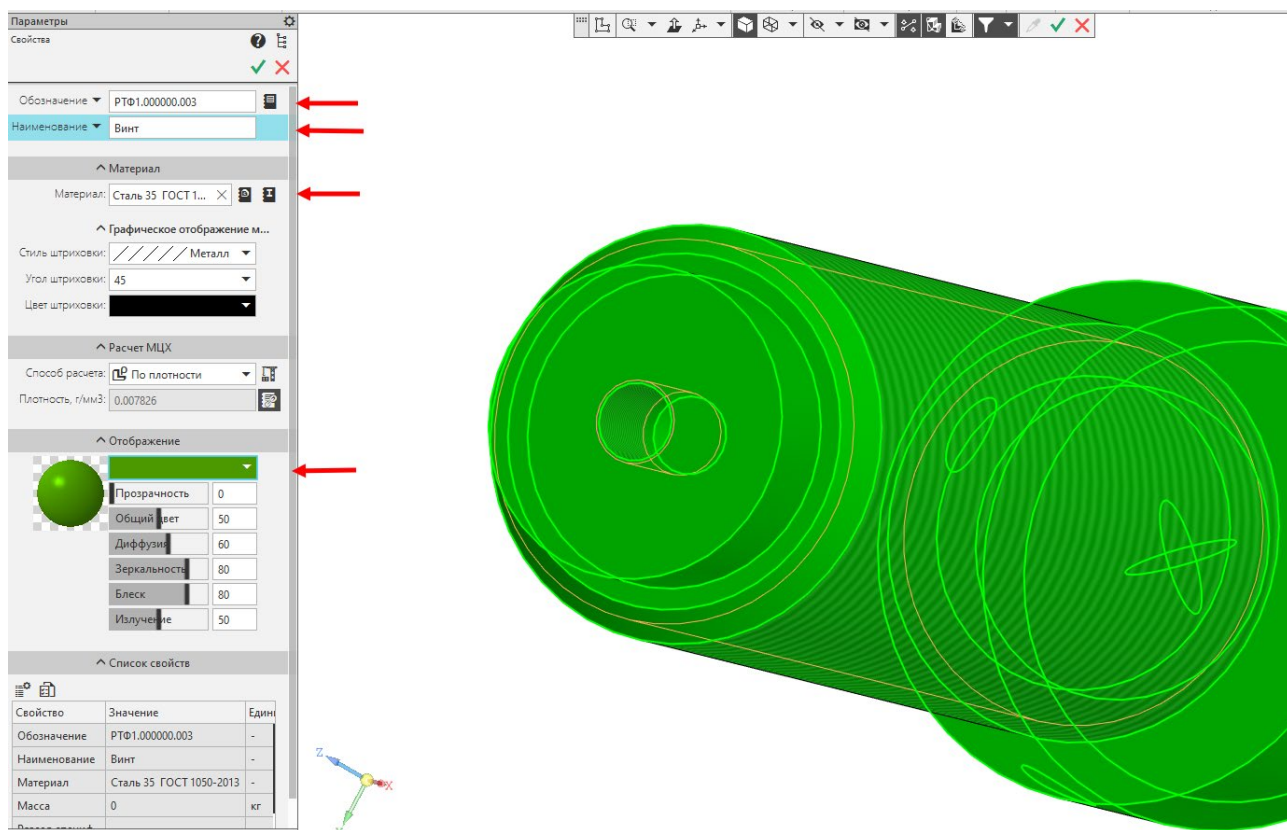 Параметры
Свойства
Обозначение РТФ1.000000.003
Наименование Винт
Материал
Материал: Сталь 35 ГОСТ 1...
Графическое отображение м...
Стиль штриховки: Металл
Угол штриховки: 45
Цвет штриховки:
Расчет МЦХ
Способ расчета: По плотности
Плотность, г/мм3: 0.007826
Отображение
Прозрачность 0
Общий цвет 50
Диффузия 60
Зеркальность 80
Блеск 80
Излучение 50
Список свойств
Свойство Значение Едини
Обозначение РТФ1.000000.003 -
Наименование Винт -
Материал Сталь 35 ГОСТ 1050-2013 -
Масса 0 кг
Z
X